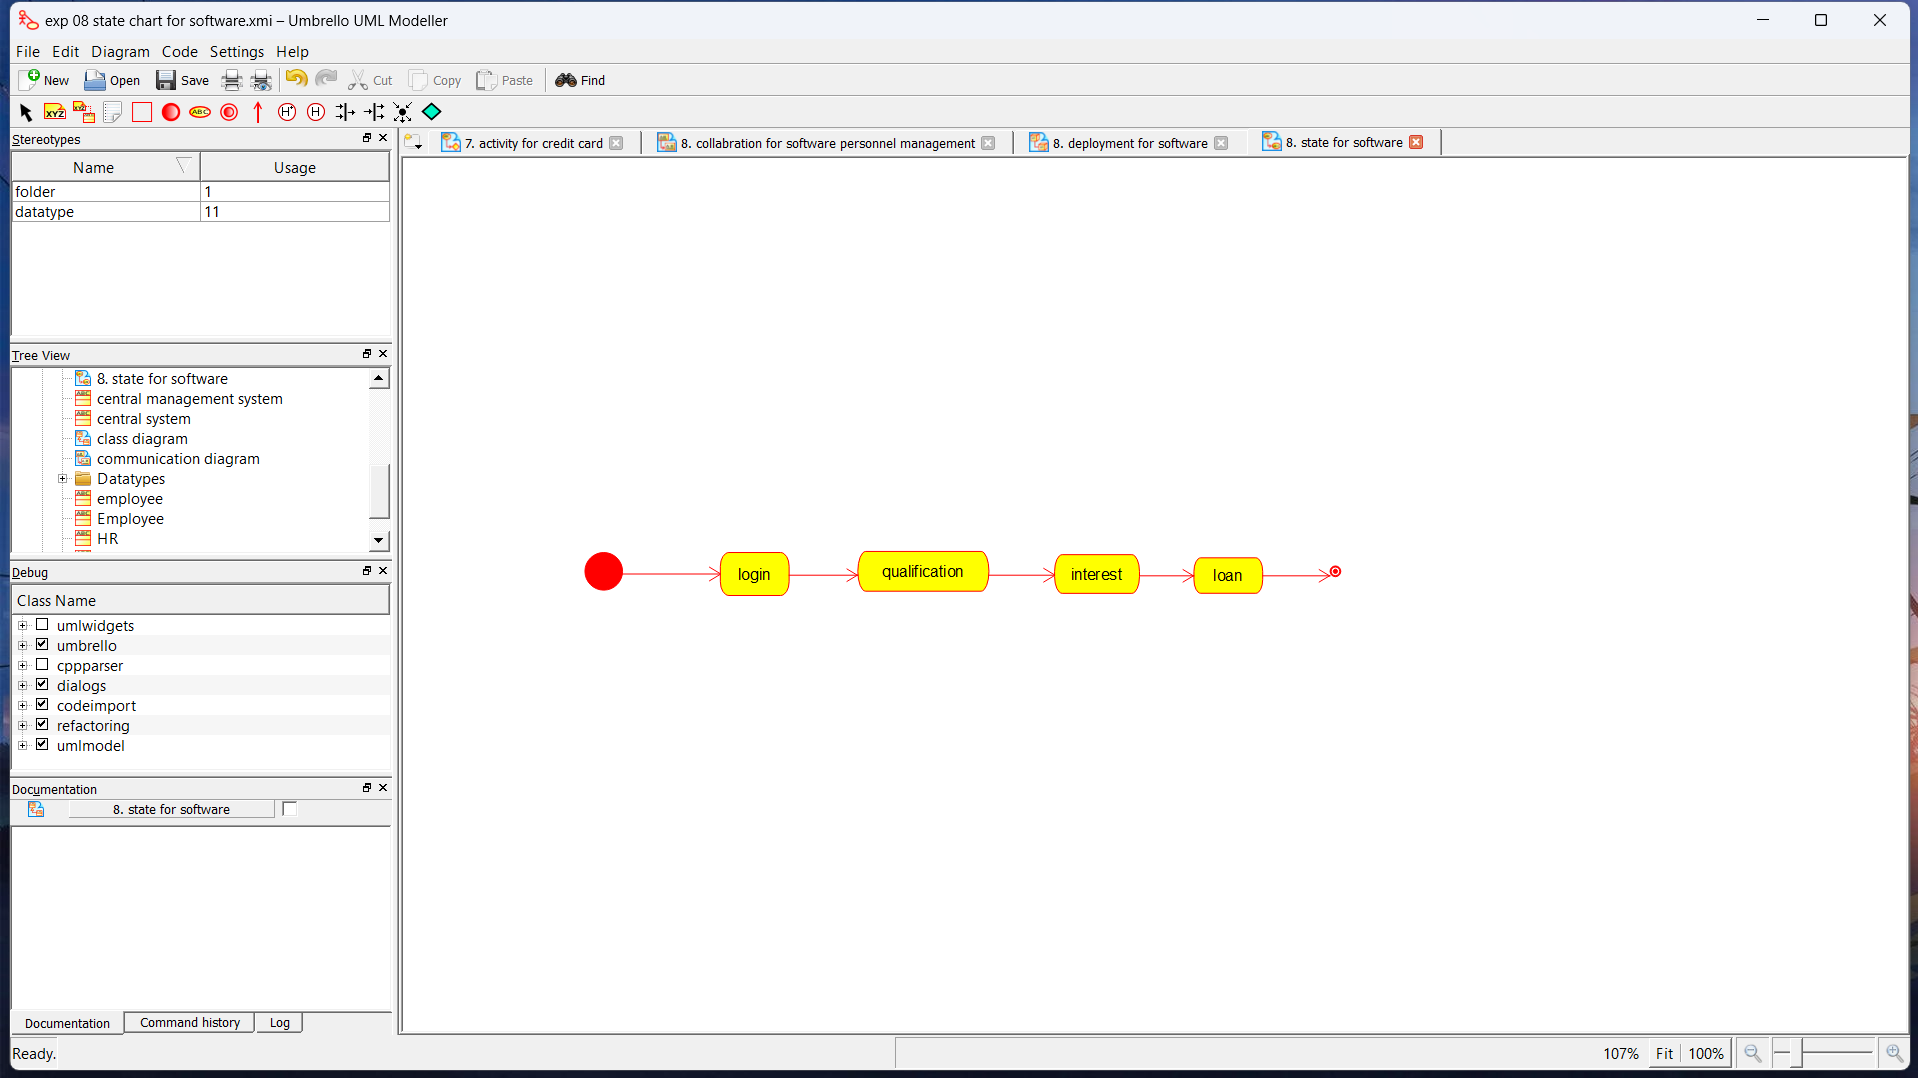 exp 08 state chart for software.xmi – Umbrello UML Modeller
File Edit Diagram Code Settings Help
New Open Save Cut Copy Paste Find
XYZ XYZ ABC H* H
Stereotypes
Name Usage
folder 1
datatype 11
7. activity for credit card
8. collabration for software personnel management
8. deployment for software
8. state for software
Tree View
8. state for software
central management system
central system
class diagram
communication diagram
Datatypes
employee
Employee
HR
Debug
Class Name
umlwidgets
umbrello
cppparser
dialogs
codeimport
refactoring
umlmodel
Documentation
8. state for software
login qualification interest loan
Documentation Command history Log
Ready.
107% Fit 100%